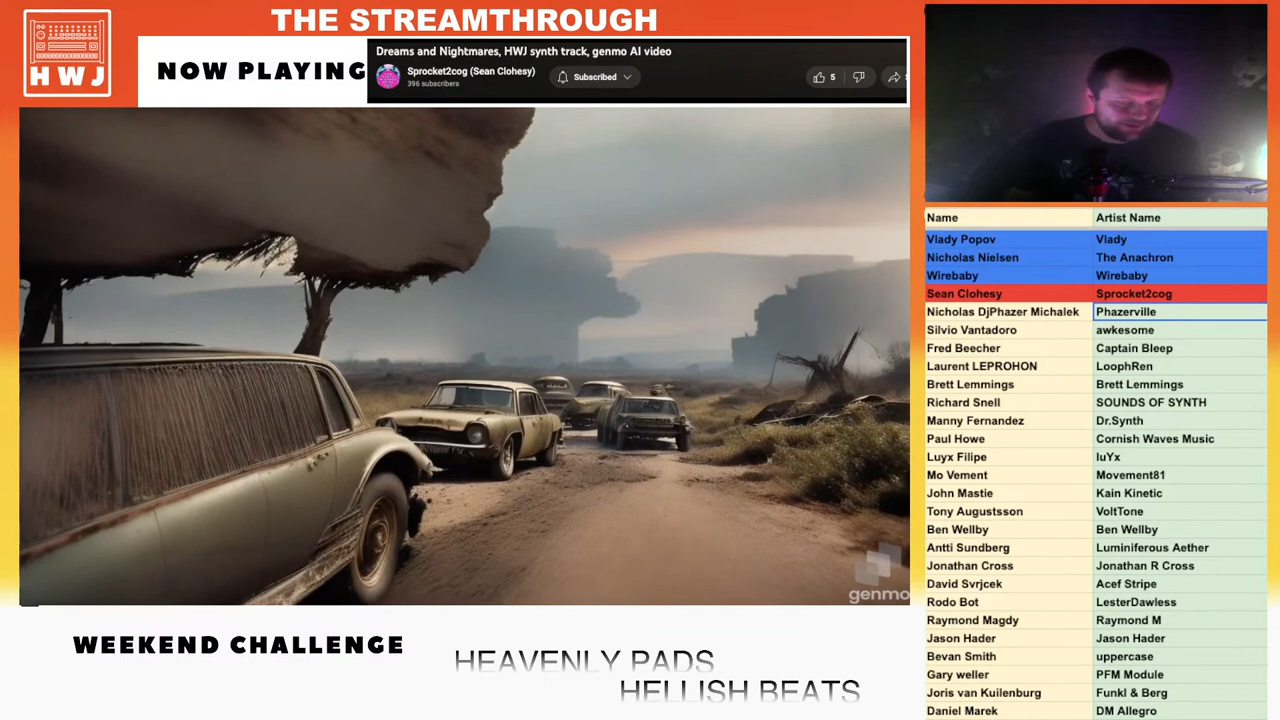 THE STREAMTHROUGH
HWJ
NOW PLAYING
Dreams and Nightmares, HWJ synth track, genmo AI video
Sprocket2cog (Sean Clohesy)
396 subscribers
Subscribed
5
genmo
WEEKEND CHALLENGE
HEAVENLY PADS
HELLISH BEATS
Name Artist Name
Vlady Popov Vlady
Nicholas Nielsen The Anachron
Wirebaby Wirebaby
Sean Clohesy Sprocket2cog
Nicholas DjPhazer Michalek Phazerville
Silvio Vantadoro awkesome
Fred Beecher Captain Bleep
Laurent LEPROHON LoophRen
Brett Lemmings Brett Lemmings
Richard Snell SOUNDS OF SYNTH
Manny Fernandez Dr.Synth
Paul Howe Cornish Waves Music
Luyx Filipe luYx
Mo Vement Movement81
John Mastie Kain Kinetic
Tony Augustsson VoltTone
Ben Wellby Ben Wellby
Antti Sundberg Luminiferous Aether
Jonathan Cross Jonathan R Cross
David Svrjcek Acef Stripe
Rodo Bot LesterDawless
Raymond Magdy Raymond M
Jason Hader Jason Hader
Bevan Smith uppercase
Gary weller PFM Module
Joris van Kuilenburg Funkl & Berg
Daniel Marek DM Allegro